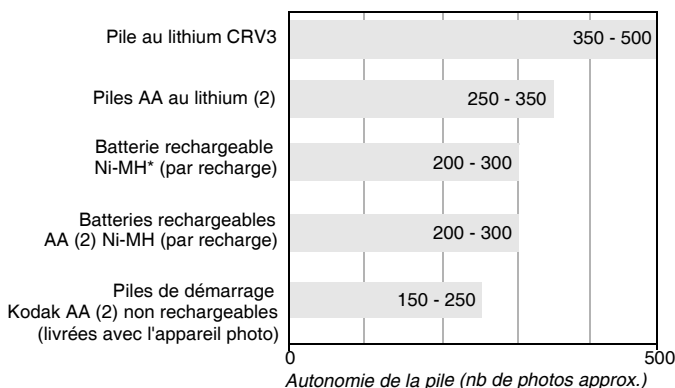 Pile au lithium CRV3
350 - 500
Piles AA au lithium (2)
250 - 350
Batterie rechargeable
Ni-MH* (par recharge)
200 - 300
Batteries rechargeables
AA (2) Ni-MH (par recharge)
200 - 300
Piles de démarrage
Kodak AA (2) non rechargeables
(livrées avec l'appareil photo)
150 - 250
0
500
Autonomie de la pile (nb de photos approx.)